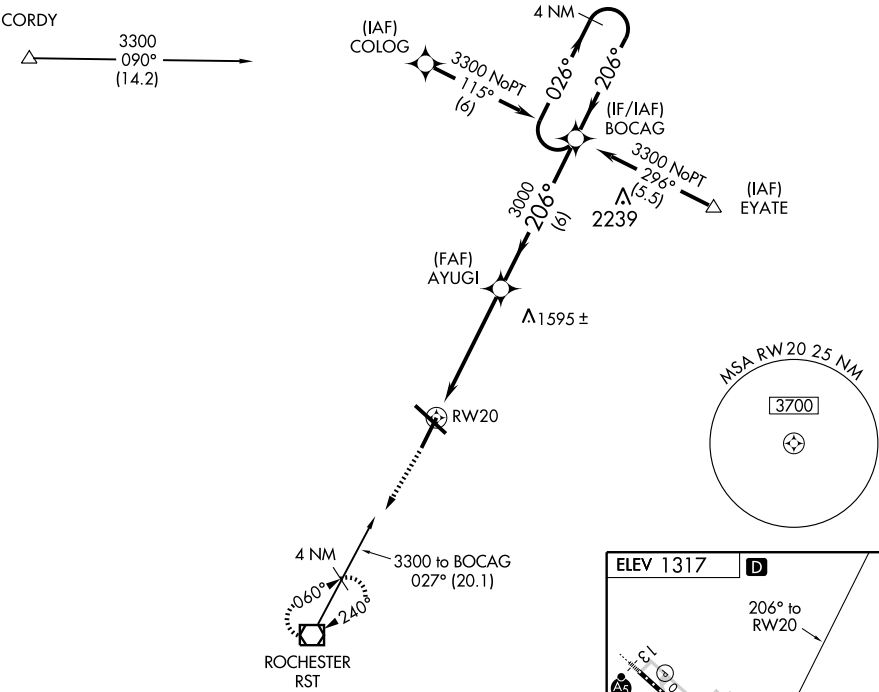 CORDY
3300
090°
(14.2)
(IAF)
COLOG
3300 NoPT
115°
(6)
4 NM
026°
206°
(IF/IAF)
BOCAG
3300 NoPT
296°
(5.5)
(IAF)
EYATE
2239
3000
206°
(6)
(FAF)
AYUGI
1595 ±
RW20
MSA RW20 25 NM
3700
4 NM
3300 to BOCAG
027° (20.1)
060°
240°
ROCHESTER
RST
ELEV 1317
D
206° to
RW20
13
P
A5